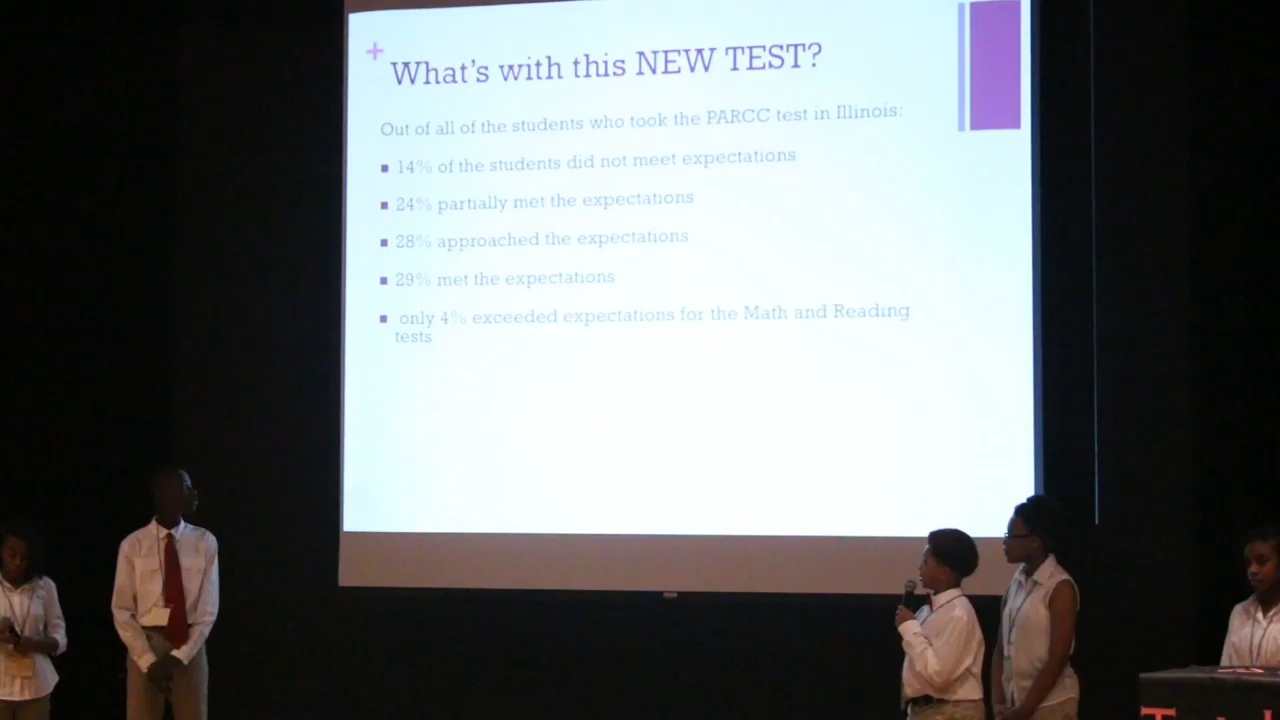 +
What's with this NEW TEST?
Out of all of the students who took the PARCC test in Illinois:
■ 14% of the students did not meet expectations
■ 24% partially met the expectations
■ 28% approached the expectations
■ 29% met the expectations
■ only 4% exceeded expectations for the Math and Reading
tests